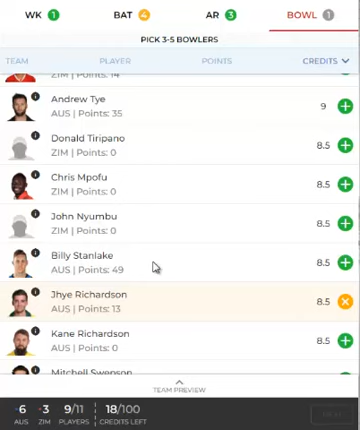 WK 1 BAT 4 AR 3 BOWL 1
PICK 3-5 BOWLERS
TEAM PLAYER POINTS CREDITS
ZIM | Points: 14
Andrew Tye
AUS | Points: 35
9
Donald Tiripano
ZIM | Points: 0
8.5
Chris Mpofu
ZIM | Points: 0
8.5
John Nyumbu
ZIM | Points: 0
8.5
Billy Stanlake
AUS | Points: 49
8.5
Jhye Richardson
AUS | Points: 13
8.5
Kane Richardson
AUS | Points: 0
8.5
Mitchell Swepson
TEAM PREVIEW
6 3 9/11 18/100
AUS ZIM PLAYERS CREDITS LEFT